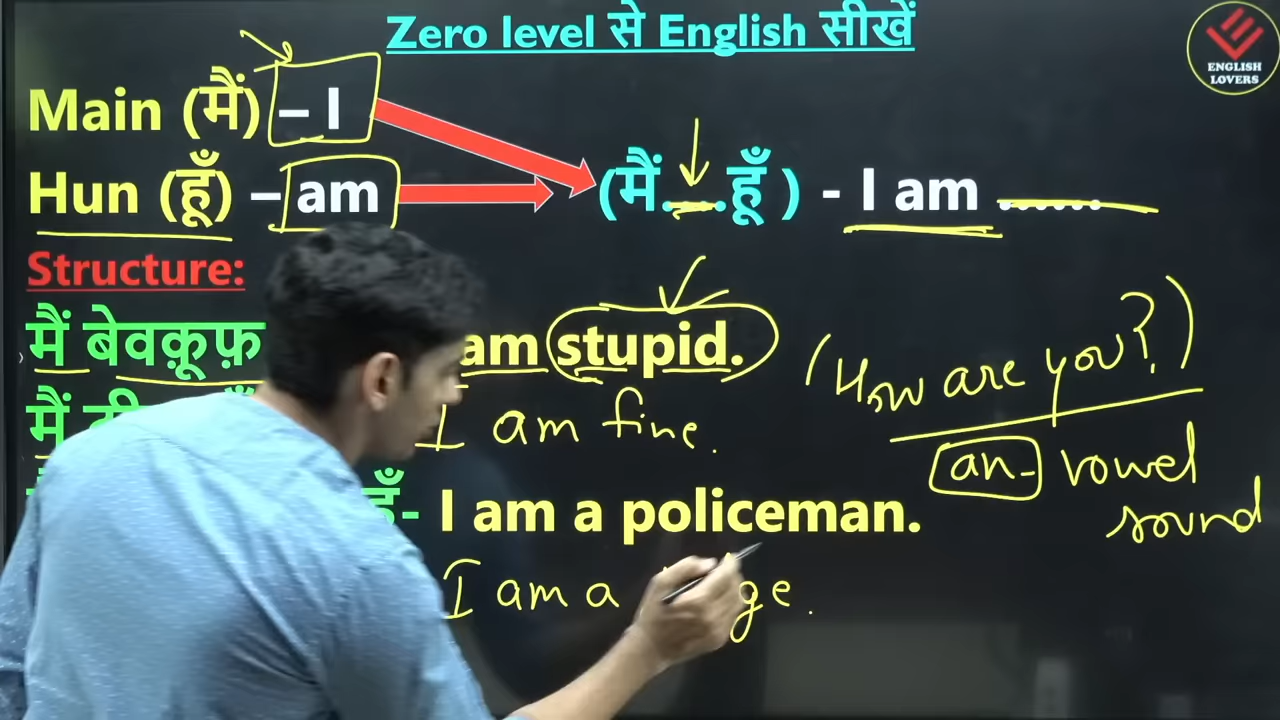 Zero level से English सीखें
ENGLISH
LOVERS
Main (मैं) – I
Hun (हूँ) – am
(मैं.....हूँ ) - I am ......
Structure:
मैं बेवक़ूफ़ am stupid.
(How are you?)
मैं I am fine.
an- vowel
sound
हूँ- I am a policeman.
I am a